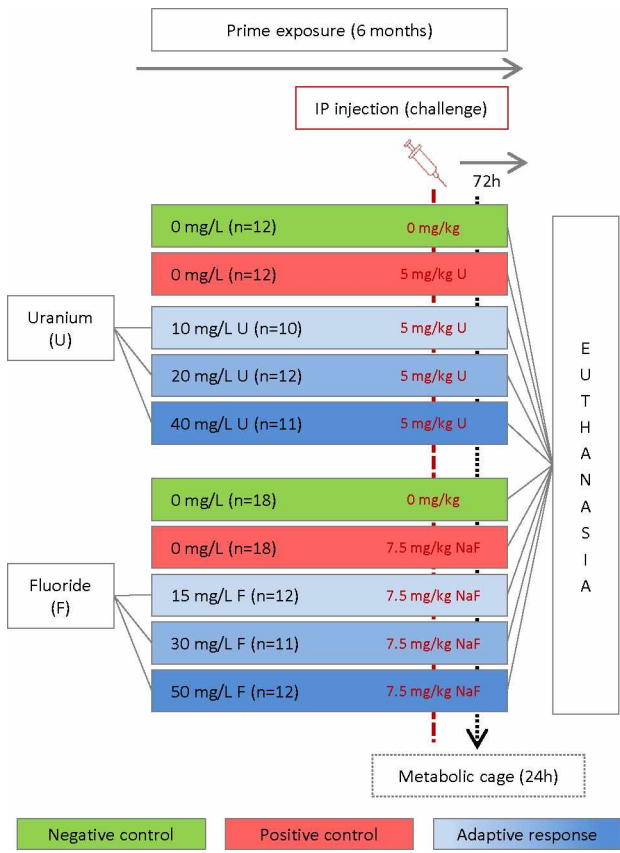 Prime exposure (6 months)
IP injection (challenge)
72h
0 mg/L (n=12) 0 mg/kg
0 mg/L (n=12) 5 mg/kg U
Uranium
(U)
10 mg/L U (n=10) 5 mg/kg U
20 mg/L U (n=12) 5 mg/kg U
40 mg/L U (n=11) 5 mg/kg U
0 mg/L (n=18) 0 mg/kg
0 mg/L (n=18) 7.5 mg/kg NaF
Fluoride
(F)
15 mg/L F (n=12) 7.5 mg/kg NaF
30 mg/L F (n=11) 7.5 mg/kg NaF
50 mg/L F (n=12) 7.5 mg/kg NaF
E
U
T
H
A
N
A
S
I
A
Metabolic cage (24h)
Negative control
Positive control
Adaptive response